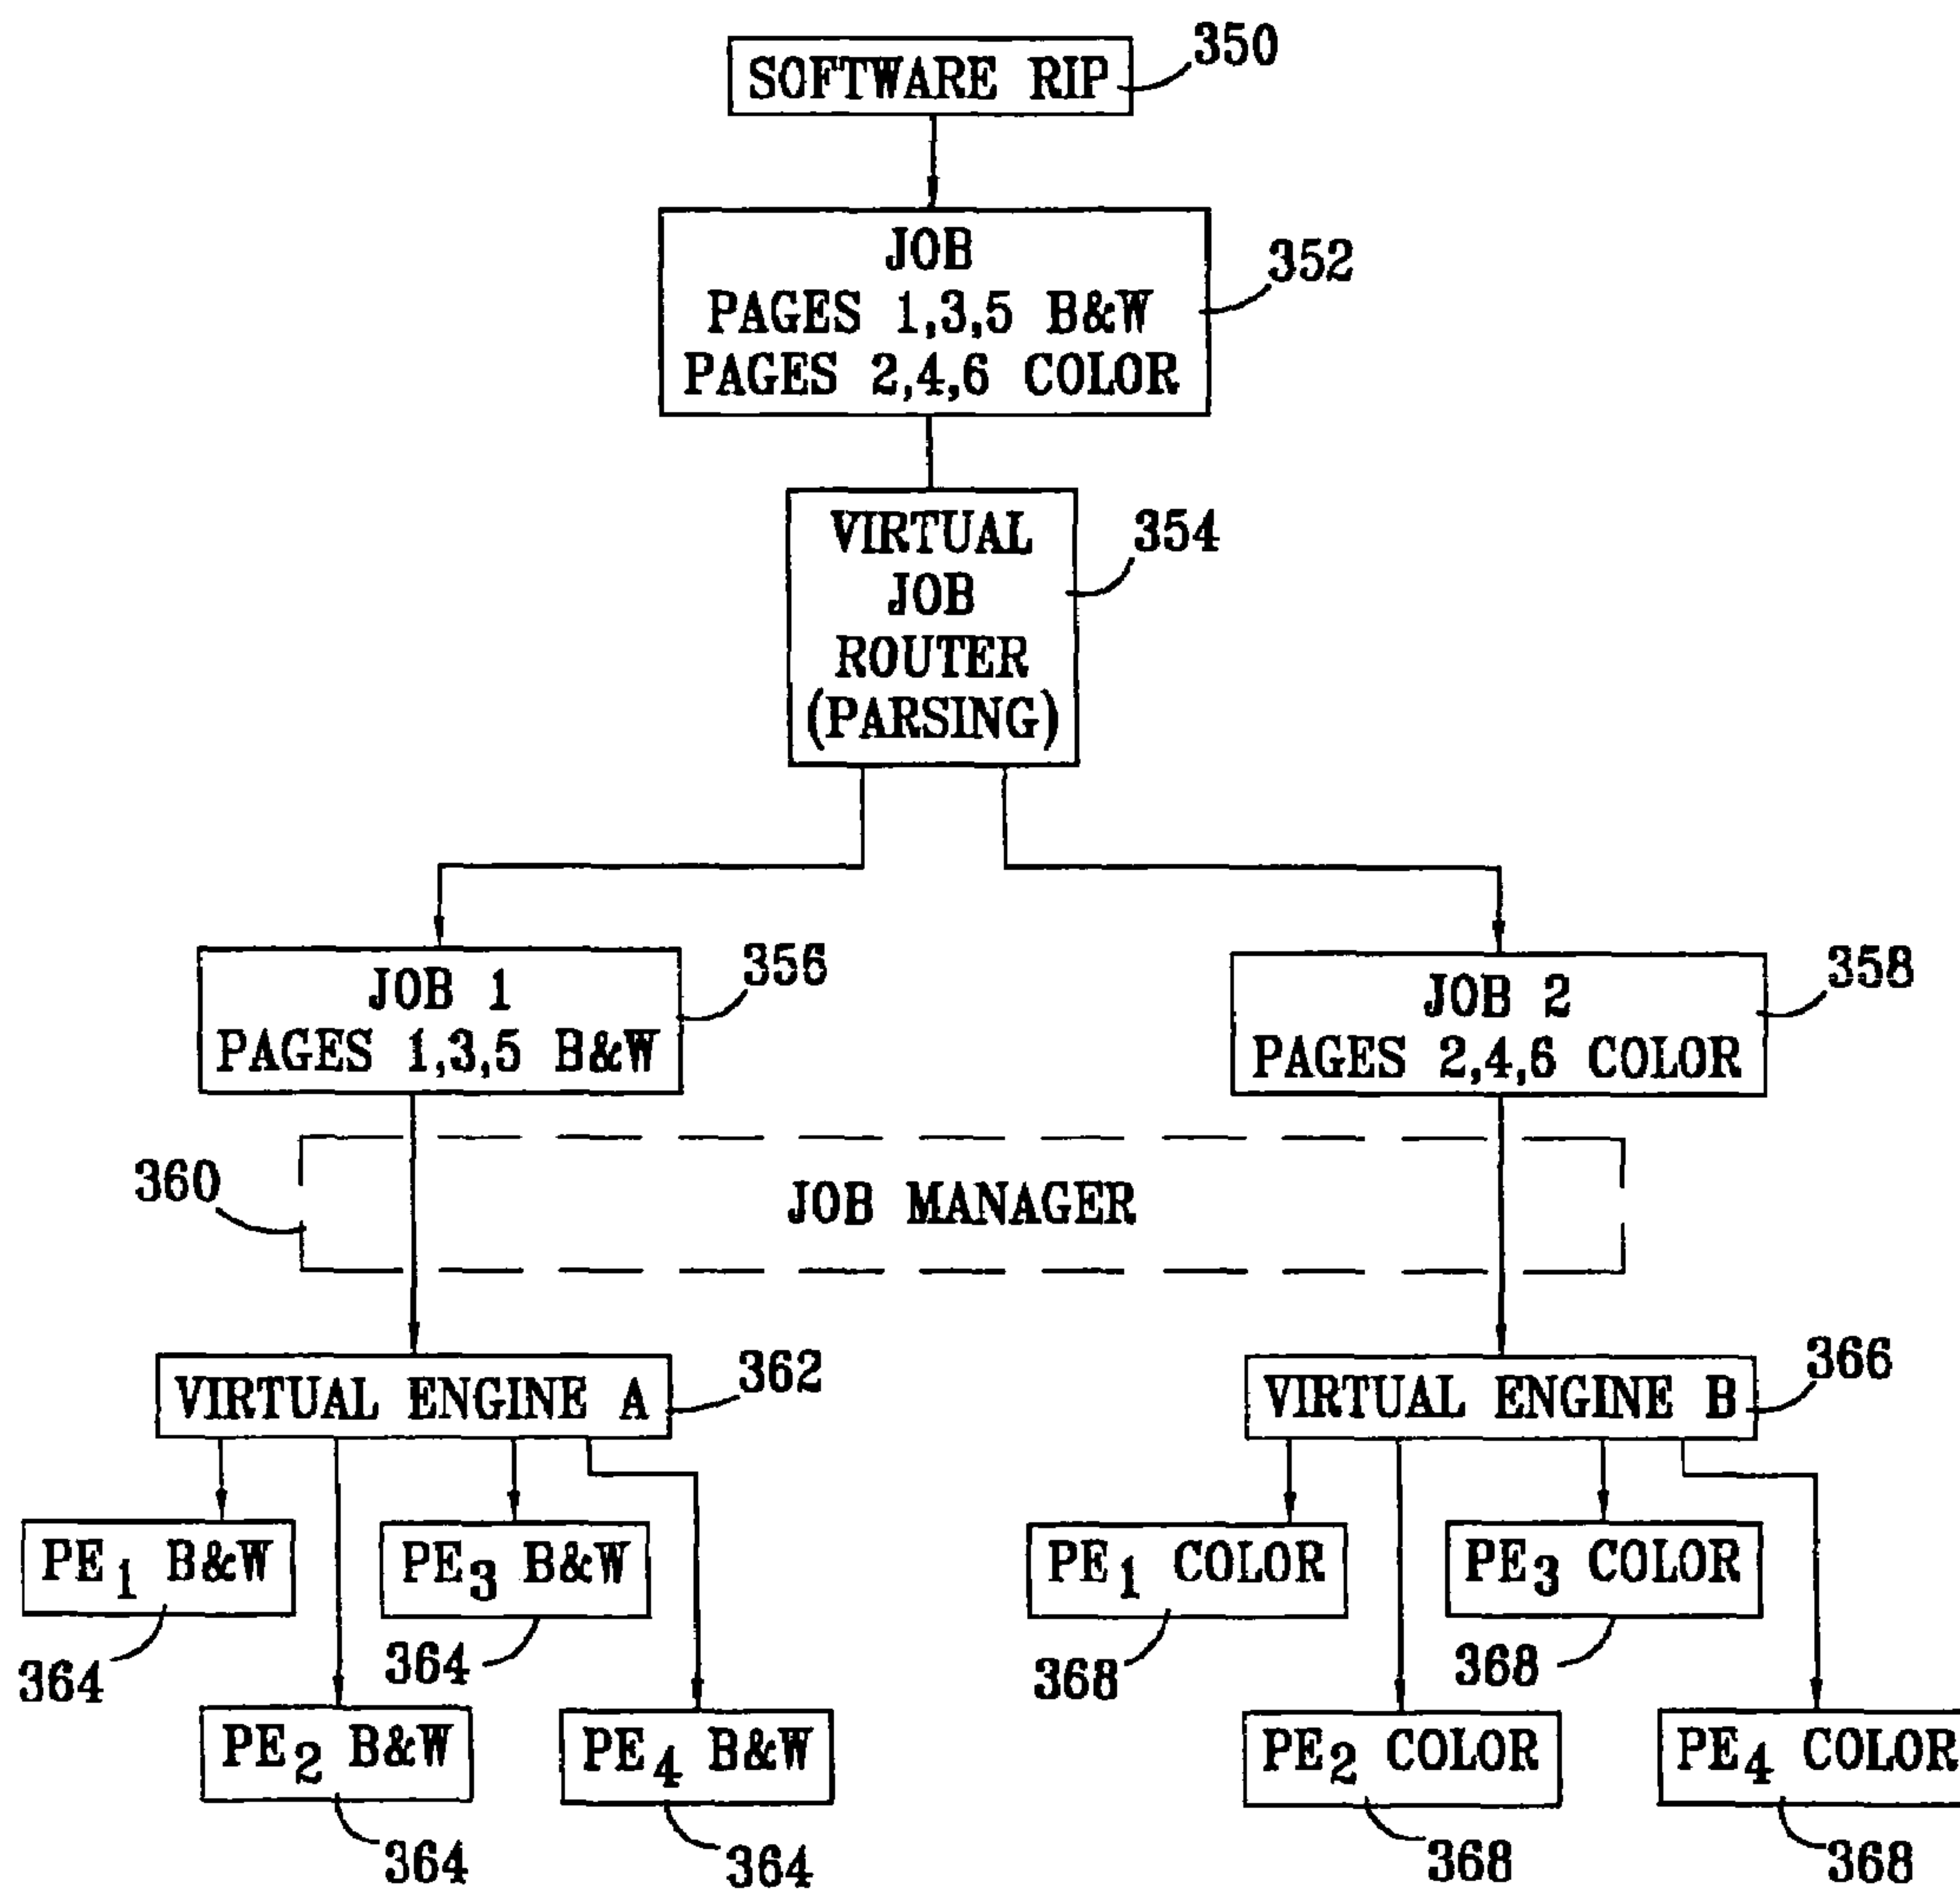 350
SOFTWARE RIP
352
JOB
PAGES 1,3,5 B&W
PAGES 2,4,6 COLOR
354
VIRTUAL
JOB
ROUTER
(PARSING)
356
JOB 1
PAGES 1,3,5 B&W
358
JOB 2
PAGES 2,4,6 COLOR
360
JOB MANAGER
362
VIRTUAL ENGINE A
366
VIRTUAL ENGINE B
PE1 B&W
PE3 B&W
PE1 COLOR
PE3 COLOR
364
364
368
368
PE2 B&W
PE4 B&W
PE2 COLOR
PE4 COLOR
364
364
368
368